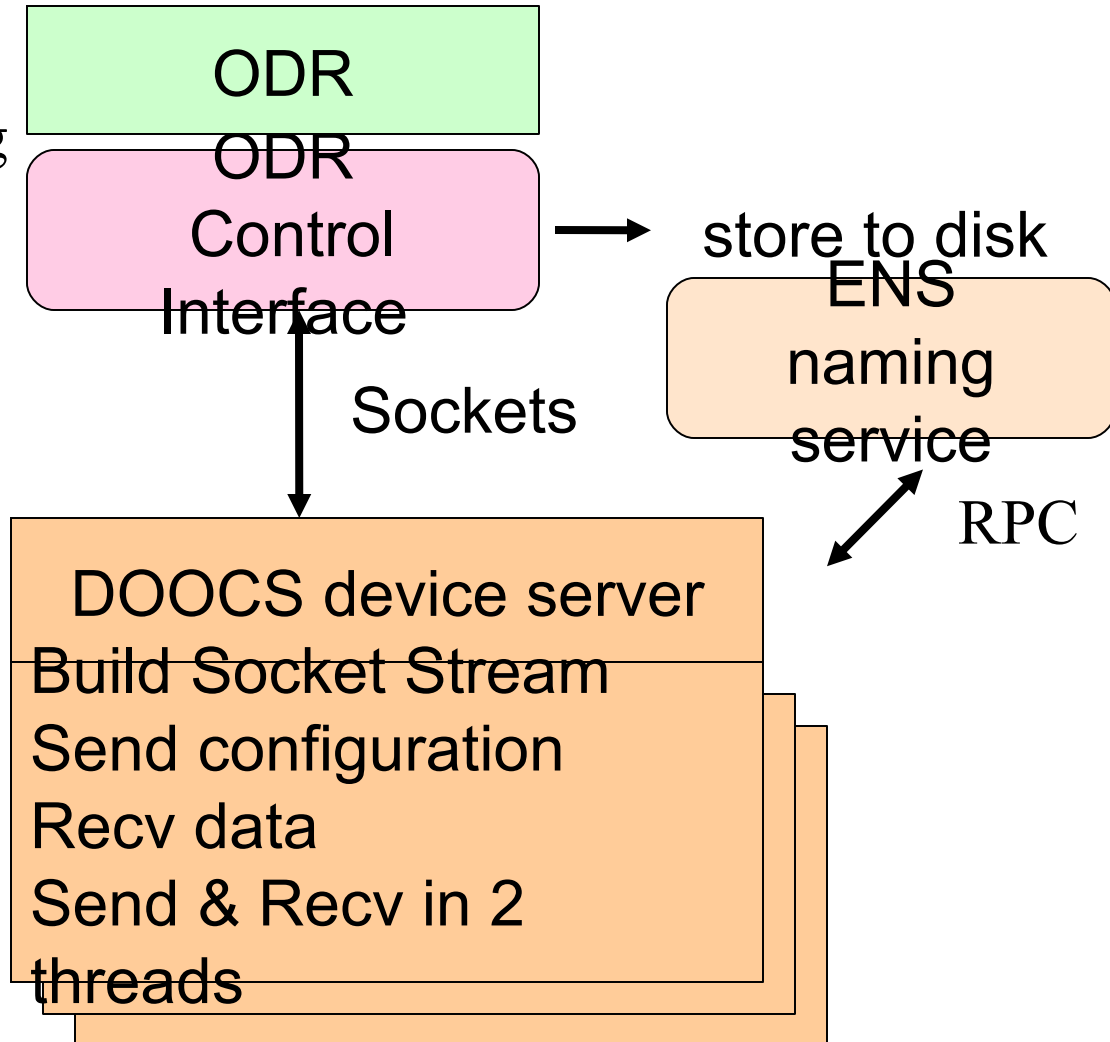 ODR
ODR
Control
Interface
store to disk
ENS
naming
service
Sockets
RPC
DOOCS device server
Build Socket Stream
Send configuration
Recv data
Send & Recv in 2
threads